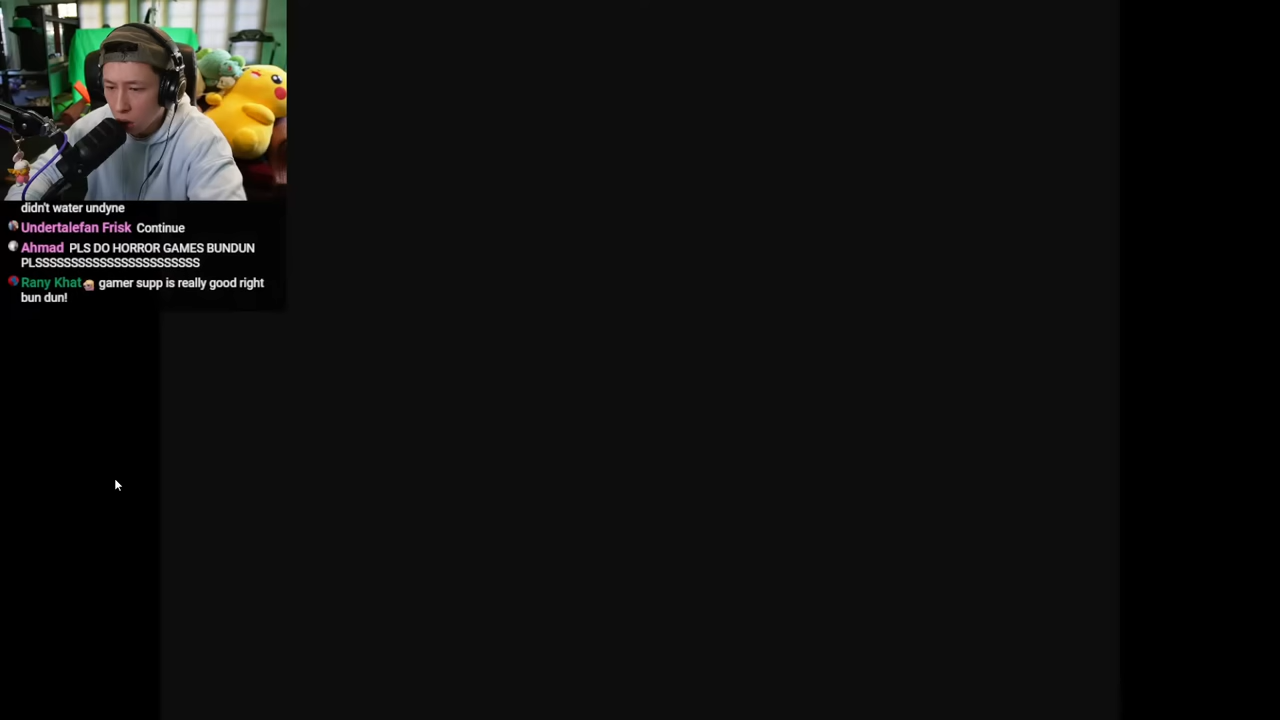 didn't water undyne
Undertalefan Frisk Continue
Ahmad PLS DO HORROR GAMES BUNDUN
PLSSSSSSSSSSSSSSSSSSSSSSS
Rany Khat gamer supp is really good right
bun dun!